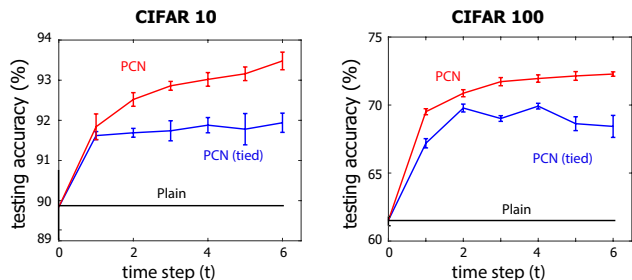 CIFAR 10
testing accuracy (%)
94
93
92
91
90
89
PCN
PCN (tied)
Plain
0
2
4
6
time step (t)
CIFAR 100
testing accuracy (%)
75
70
65
60
PCN
PCN (tied)
Plain
0
2
4
6
time step (t)